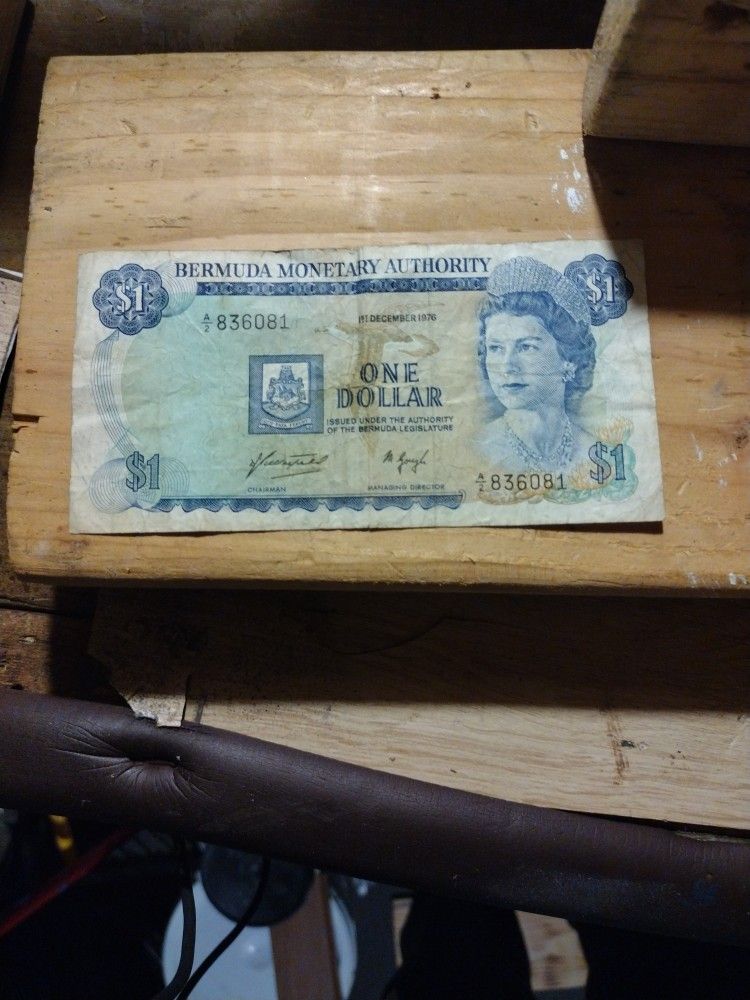 BERMUDA MONETARY AUTHORITY
$1
$1
A/2 836081
1ST DECEMBER 1976
ONE
DOLLAR
ISSUED UNDER THE AUTHORITY
OF THE BERMUDA LEGISLATURE
$1
CHAIRMAN
MANAGING DIRECTOR
A/2 836081
$1